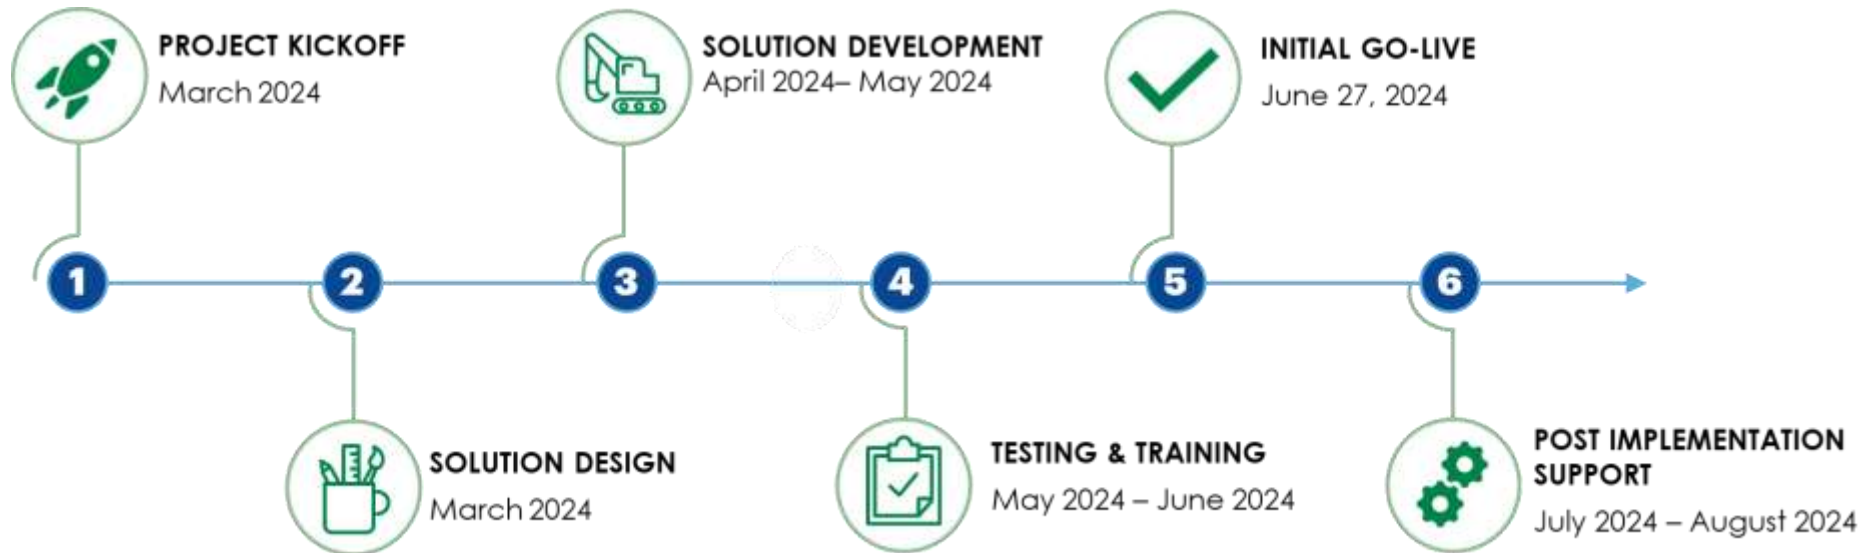 PROJECT KICKOFF
March 2024
SOLUTION DEVELOPMENT
April 2024– May 2024
INITIAL GO-LIVE
June 27, 2024
1
2
3
4
5
6
SOLUTION DESIGN
March 2024
TESTING & TRAINING
May 2024 – June 2024
POST IMPLEMENTATION
SUPPORT
July 2024 – August 2024